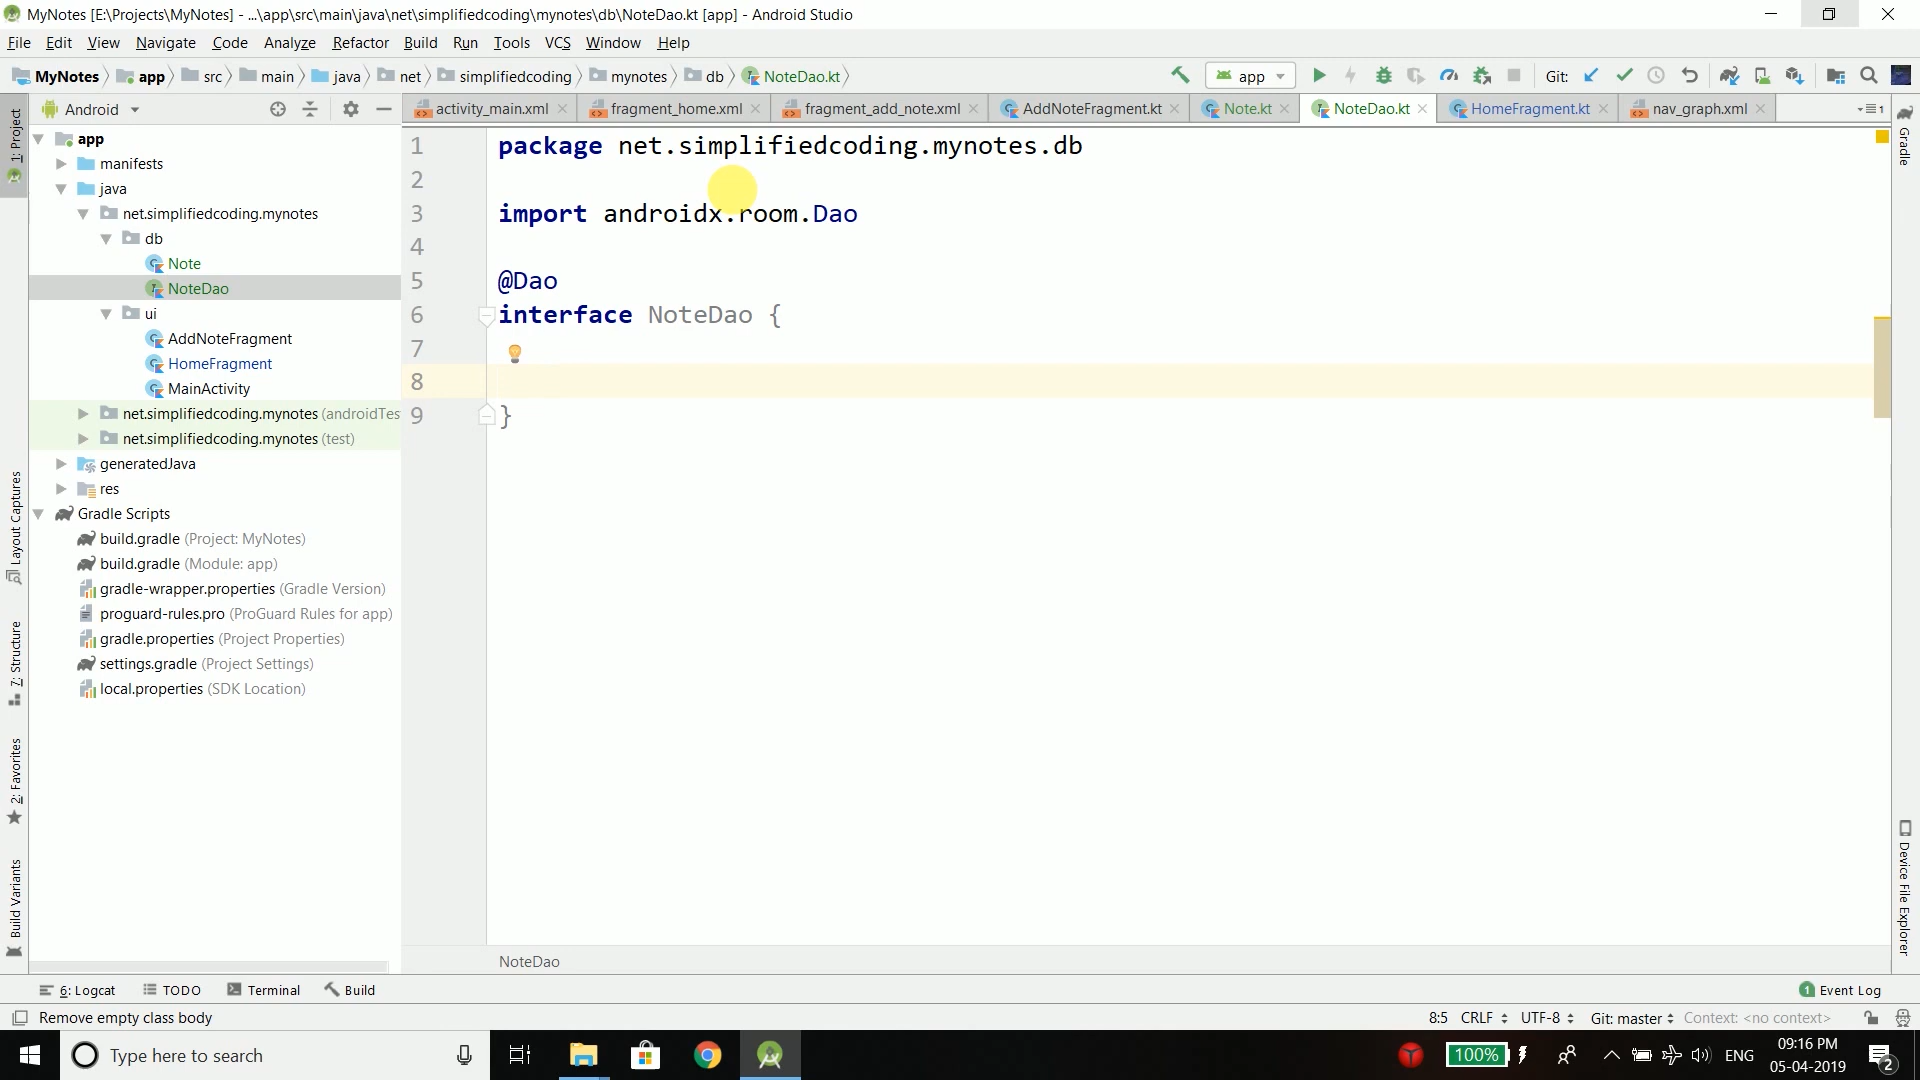 MyNotes [E:\Projects\MyNotes] - ...\app\src\main\java\net\simplifiedcoding\mynotes\db\NoteDao.kt [app] - Android Studio
File Edit View Navigate Code Analyze Refactor Build Run Tools VCS Window Help
MyNotes app src main java net simplifiedcoding mynotes db NoteDao.kt app Git:
Android
activity_main.xml fragment_home.xml fragment_add_note.xml AddNoteFragment.kt Note.kt NoteDao.kt HomeFragment.kt nav_graph.xml 1
1: Project
Layout Captures
7: Structure
2: Favorites
Build Variants
app
manifests
java
net.simplifiedcoding.mynotes
db
Note
NoteDao
ui
AddNoteFragment
HomeFragment
MainActivity
net.simplifiedcoding.mynotes (androidTes
net.simplifiedcoding.mynotes (test)
generatedJava
res
Gradle Scripts
build.gradle (Project: MyNotes)
build.gradle (Module: app)
gradle-wrapper.properties (Gradle Version)
proguard-rules.pro (ProGuard Rules for app)
gradle.properties (Project Properties)
settings.gradle (Project Settings)
local.properties (SDK Location)
1 package net.simplifiedcoding.mynotes.db
2
3 import androidx.room.Dao
4
5 @Dao
6 interface NoteDao {
7
8
9 }
NoteDao
Gradle
Device File Explorer
6: Logcat TODO Terminal Build 1 Event Log
Remove empty class body 8:5 CRLF UTF-8 Git: master Context: <no context>
Type here to search 100% ENG 09:16 PM
05-04-2019 2